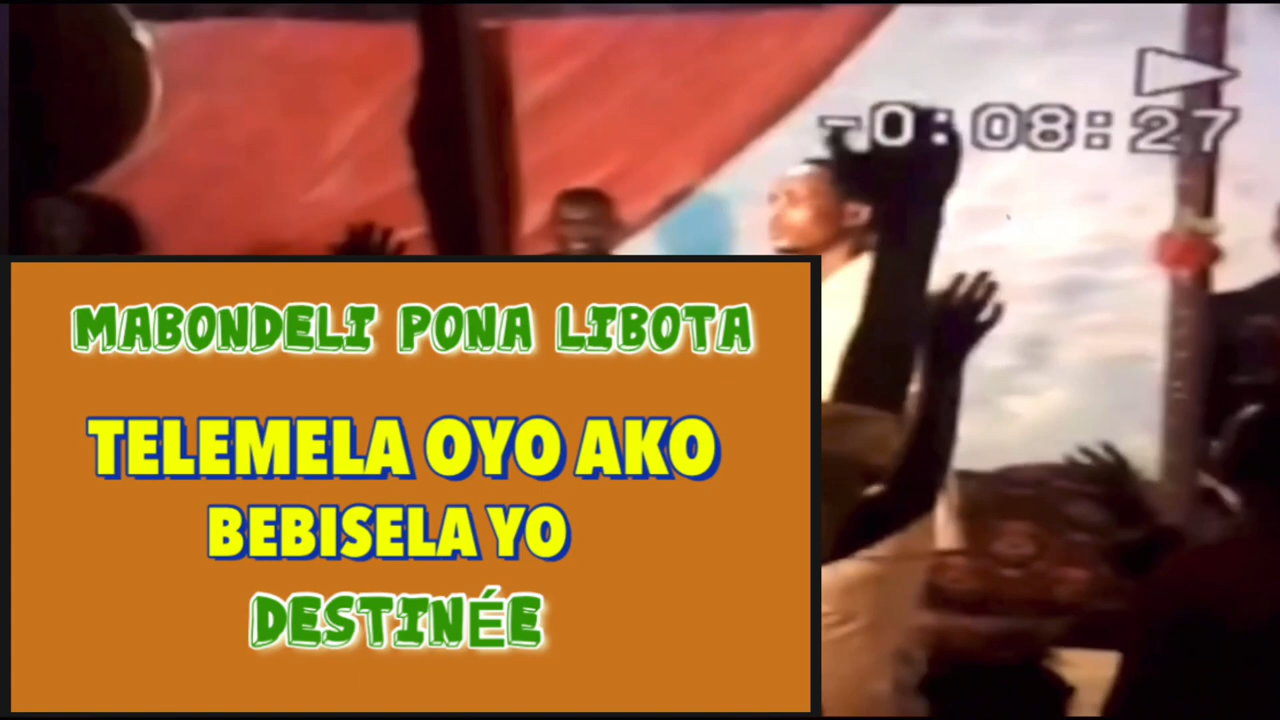 -0:08:27
MABONDELI PONA LIBOTA
TELEMELA OYO AKO
BEBISELA YO
DESTINÉE